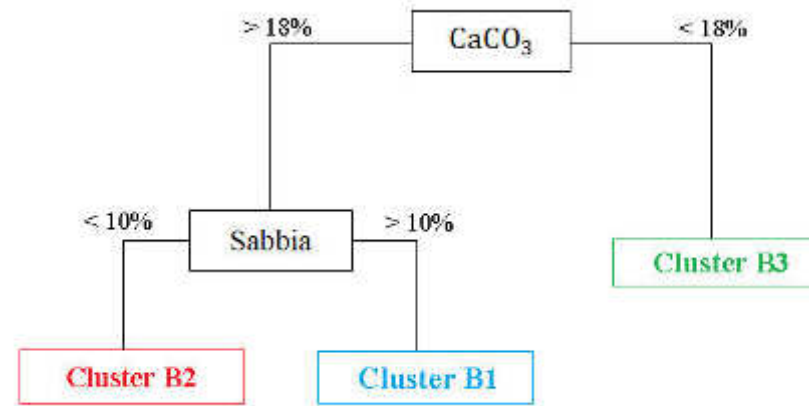 > 18%
CaCO₃
< 18%
< 10%
Sabbia
> 10%
Cluster B3
Cluster B2
Cluster B1